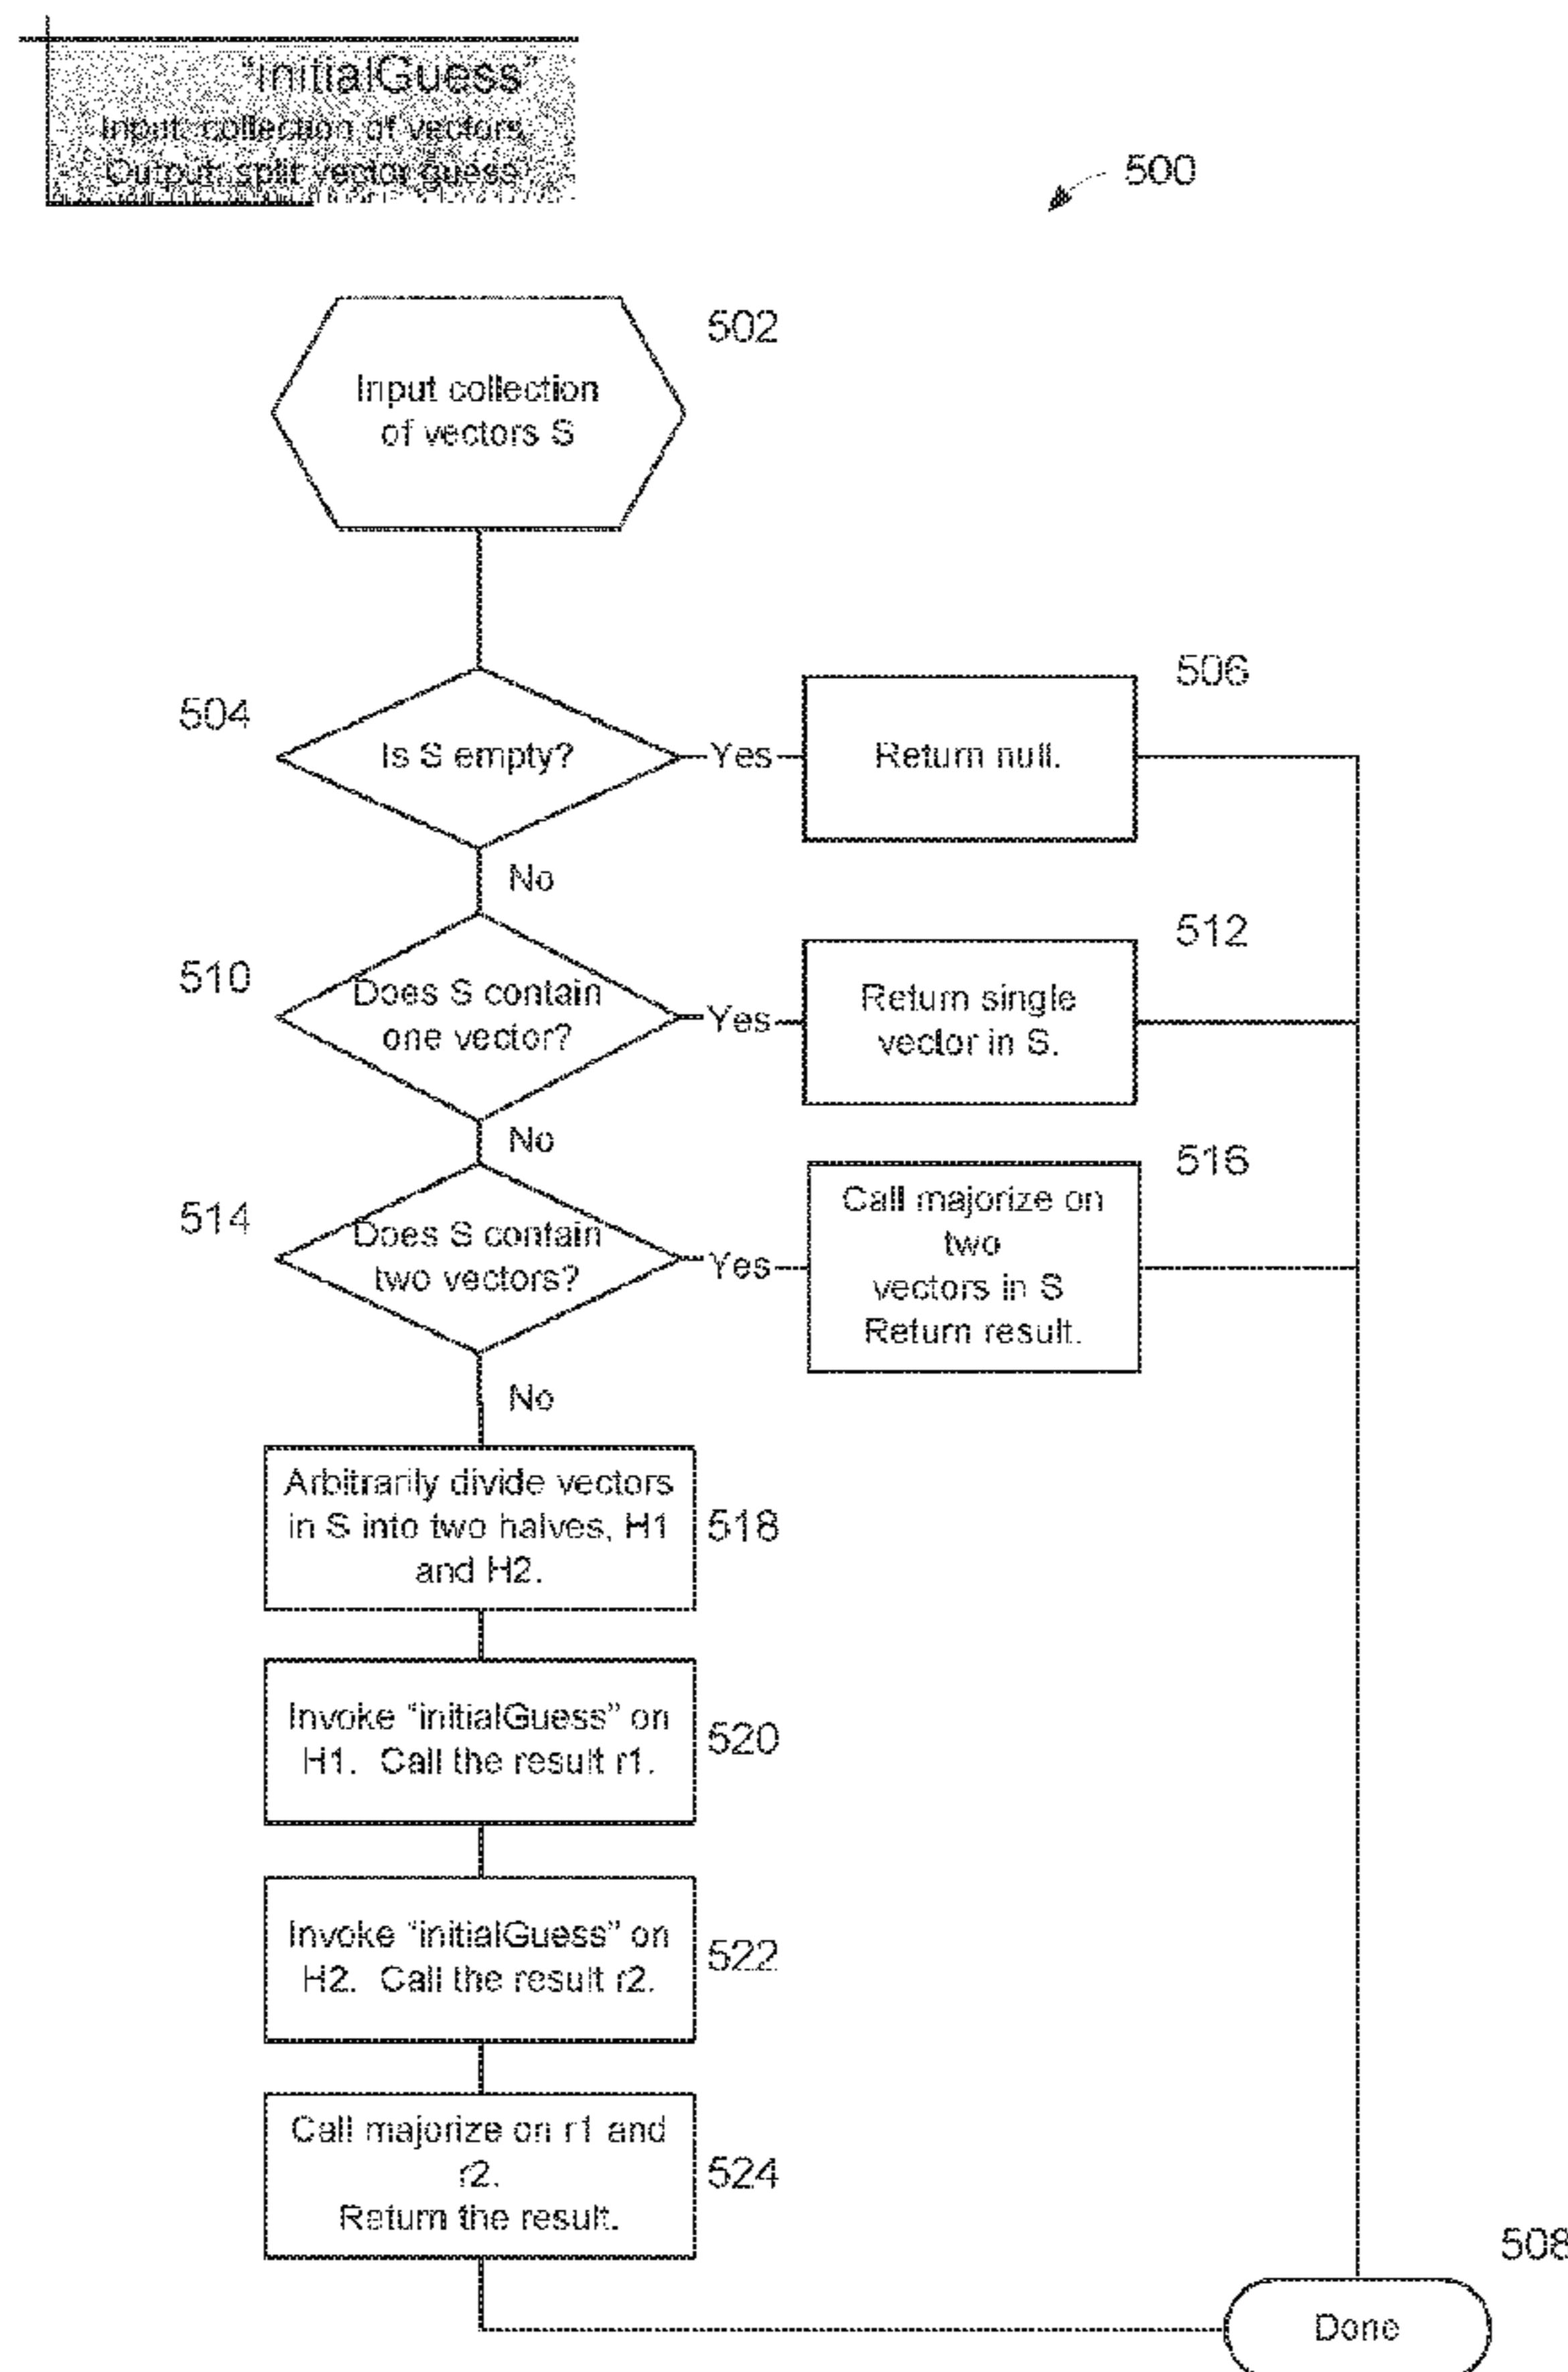 "initialGuess"
Input: collection of vectors
Output: split vector guess
500
502
Input collection
of vectors S
504
Is S empty?
Yes
506
Return null.
No
510
Does S contain
one vector?
Yes
512
Return single
vector in S.
No
514
Does S contain
two vectors?
Yes
516
Call majorize on
two
vectors in S
Return result.
No
Arbitrarily divide vectors
in S into two halves, H1
and H2.
518
Invoke "initialGuess" on
H1. Call the result r1.
520
Invoke "initialGuess" on
H2. Call the result r2.
522
Call majorize on r1 and
r2.
Return the result.
524
508
Done